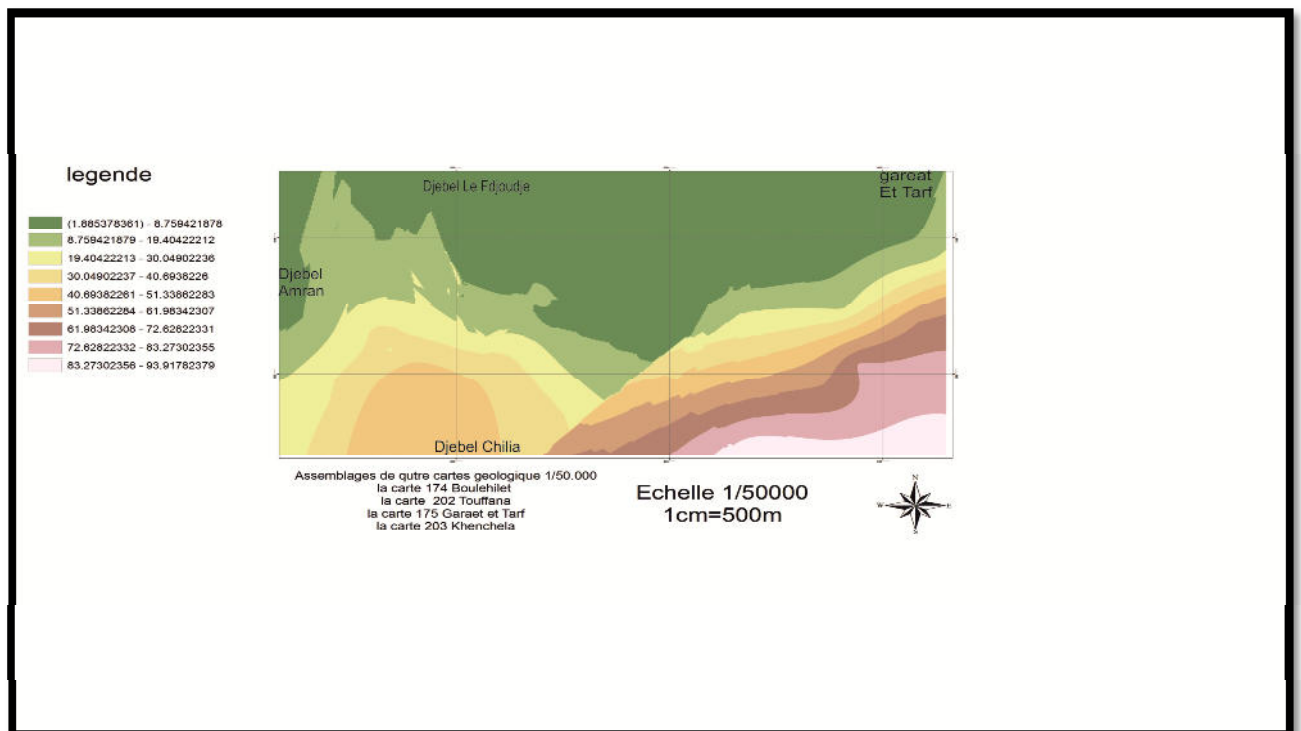 legende
(1.885378361) - 8.759421878
8.759421879 - 19.40422212
19.40422213 - 30.04902236
30.04902237 - 40.6936226
40.69382261 - 51.33862283
51.33862284 - 61.98342307
61.98342308 - 72.62822331
72.62822332 - 83.27302355
83.27302356 - 93.91782379
Djebel Le Fdjoudje
garaat
Et Tarf
Djebel
Amran
Djebel Chilia
Assemblages de qutre cartes geologique 1/50.000
la carte 174 Boulehilet
la carte 202 Touffana
la carte 175 Garaet et Tarf
la carte 203 Khenchela
Echelle 1/50000
1cm=500m
N
W
E
S